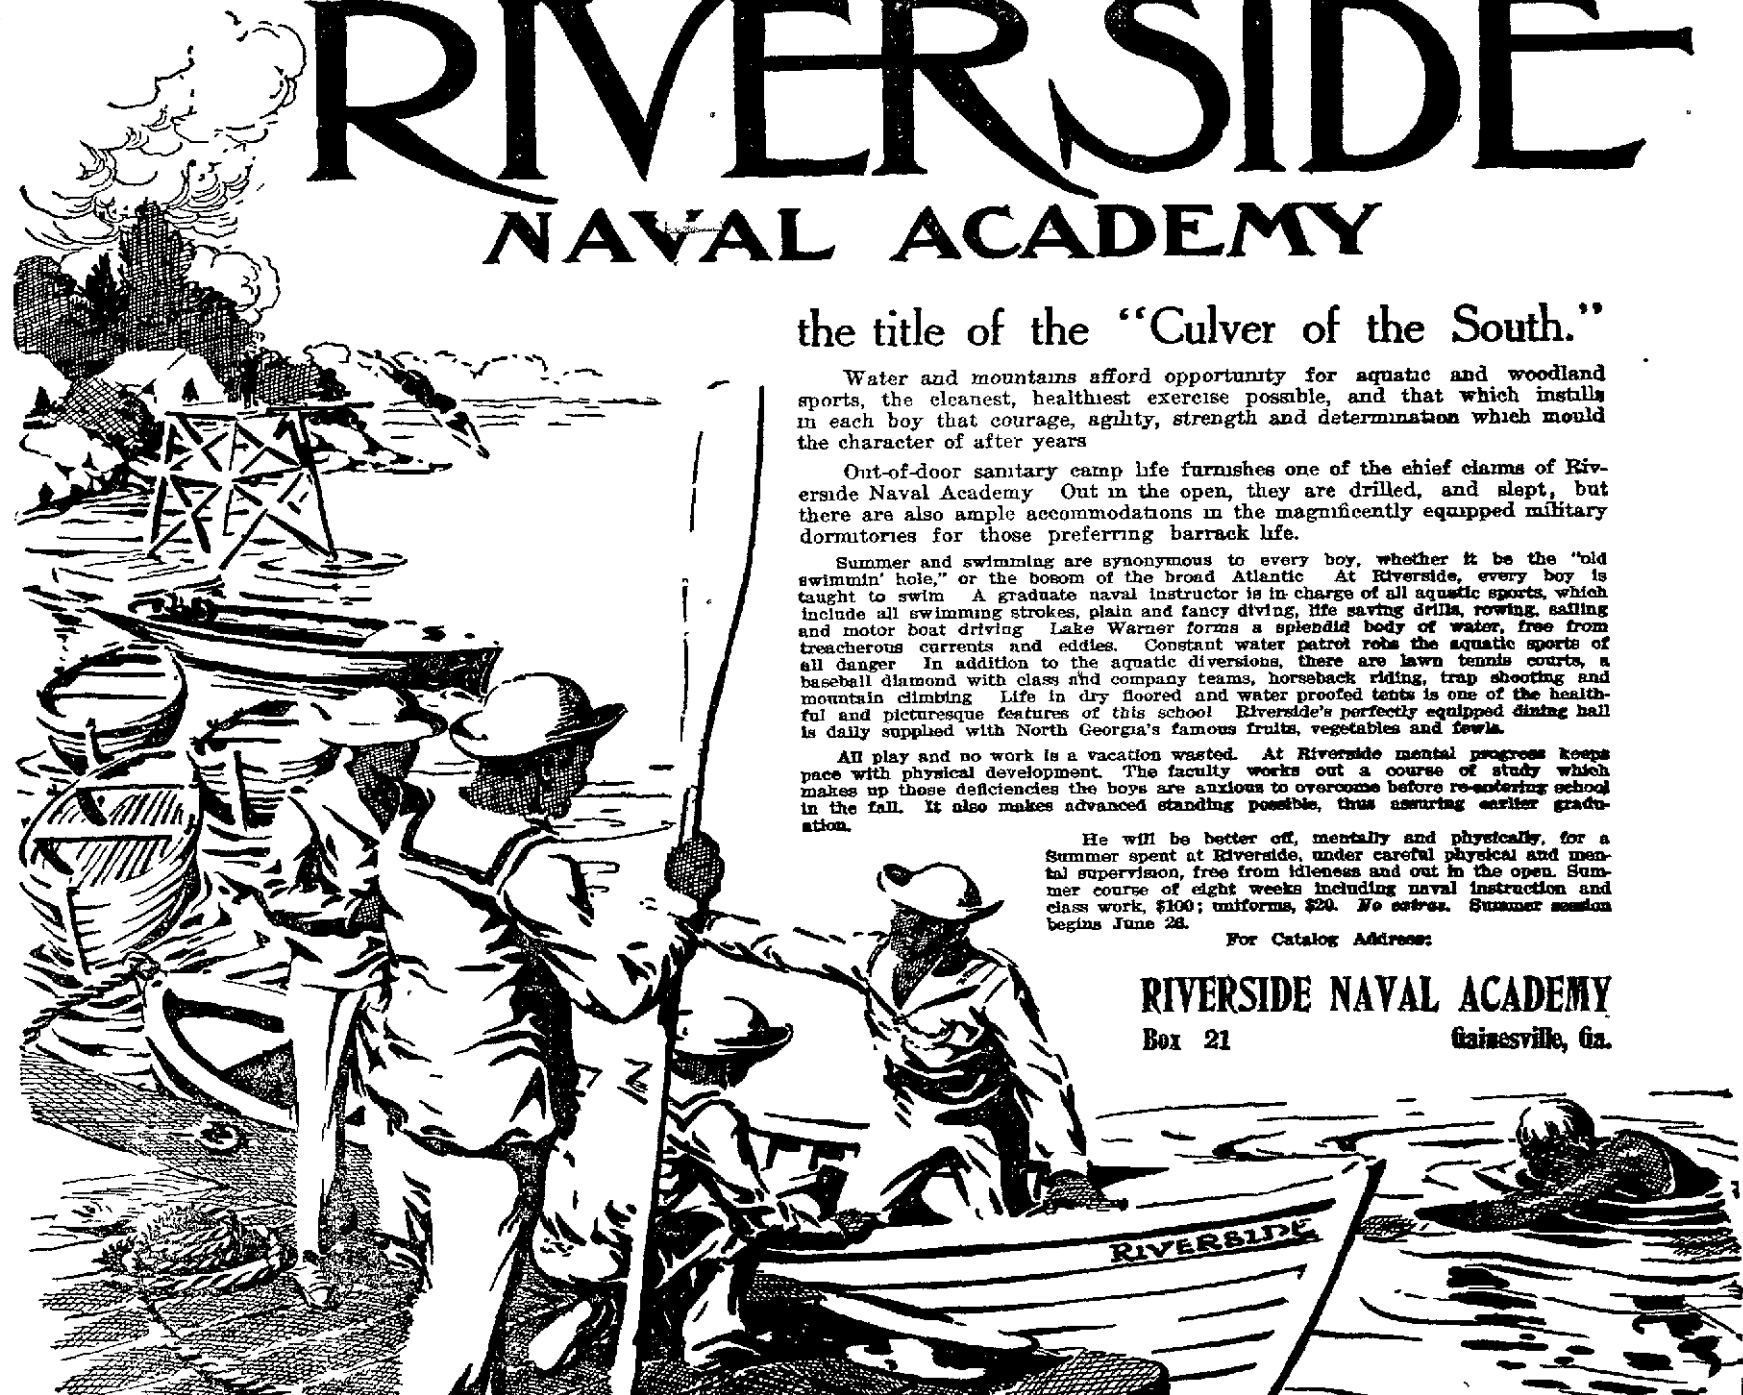 RIVERSIDE
NAVAL ACADEMY
the title of the "Culver of the South."
Water and mountains afford opportunity for aquatic and woodland
sports, the cleanest, healthiest exercise possible, and that which instills
in each boy that courage, agility, strength and determination which mould
the character of after years
Out-of-door sanitary camp life furnishes one of the chief claims of Riv-
erside Naval Academy Out in the open, they are drilled, and slept, but
there are also ample accommodations in the magnificently equipped military
dormitories for those preferring barrack life.
Summer and swimming are synonymous to every boy, whether it be the "old
swimmin' hole," or the bosom of the broad Atlantic At Riverside, every boy is
taught to swim A graduate naval instructor is in charge of all aquatic sports, which
include all swimming strokes, plain and fancy diving, life saving drills, rowing, sailing
and motor boat driving Lake Warner forms a splendid body of water, free from
treacherous currents and eddies. Constant water patrol robs the aquatic sports of
all danger In addition to the aquatic diversions, there are lawn tennis courts, a
baseball diamond with class and company teams, horseback riding, trap shooting and
mountain climbing Life in dry floored and water proofed tents is one of the health-
ful and picturesque features of this school Riverside's perfectly equipped dining hall
is daily supplied with North Georgia's famous fruits, vegetables and fowls.
All play and no work is a vacation wasted. At Riverside mental progress keeps
pace with physical development. The faculty works out a course of study which
makes up those deficiencies the boys are anxious to overcome before re-entering school
in the fall. It also makes advanced standing possible, thus assuring earlier gradu-
ation.
He will be better off, mentally and physically, for a
Summer spent at Riverside, under careful physical and men-
tal supervision, free from idleness and out in the open. Sum-
mer course of eight weeks including naval instruction and
class work, $100; uniforms, $20. No extras. Summer session
begins June 26.
For Catalog Address:
RIVERSIDE NAVAL ACADEMY
Box 21 Gainesville, Ga.
RIVERSIDE